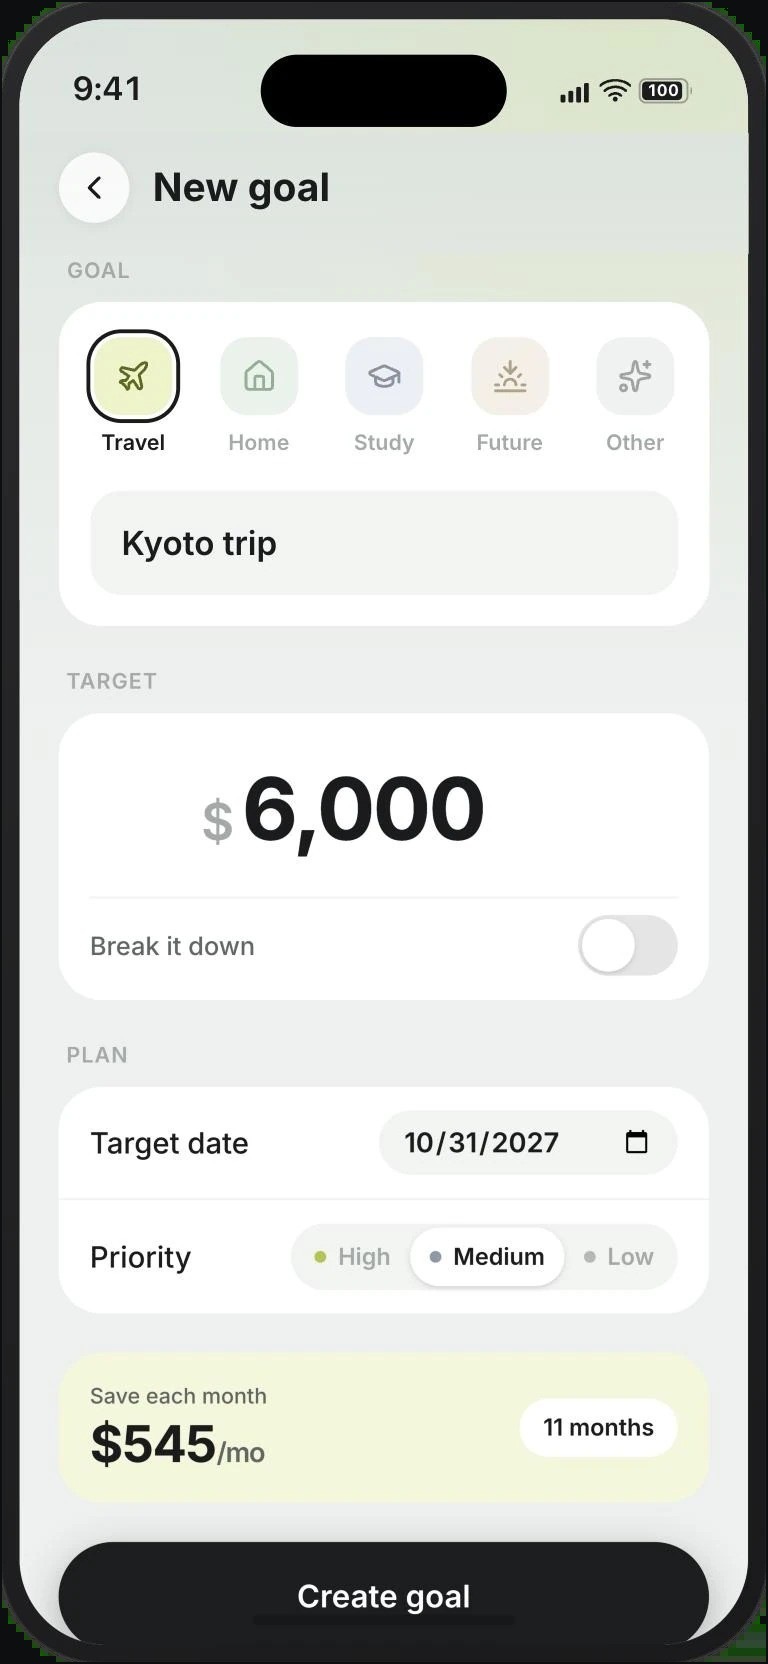 9:41
100
New goal
GOAL
Travel Home Study Future Other
Kyoto trip
TARGET
$6,000
Break it down
PLAN
Target date 10/31/2027
Priority High Medium Low
Save each month
$545/mo
11 months
Create goal